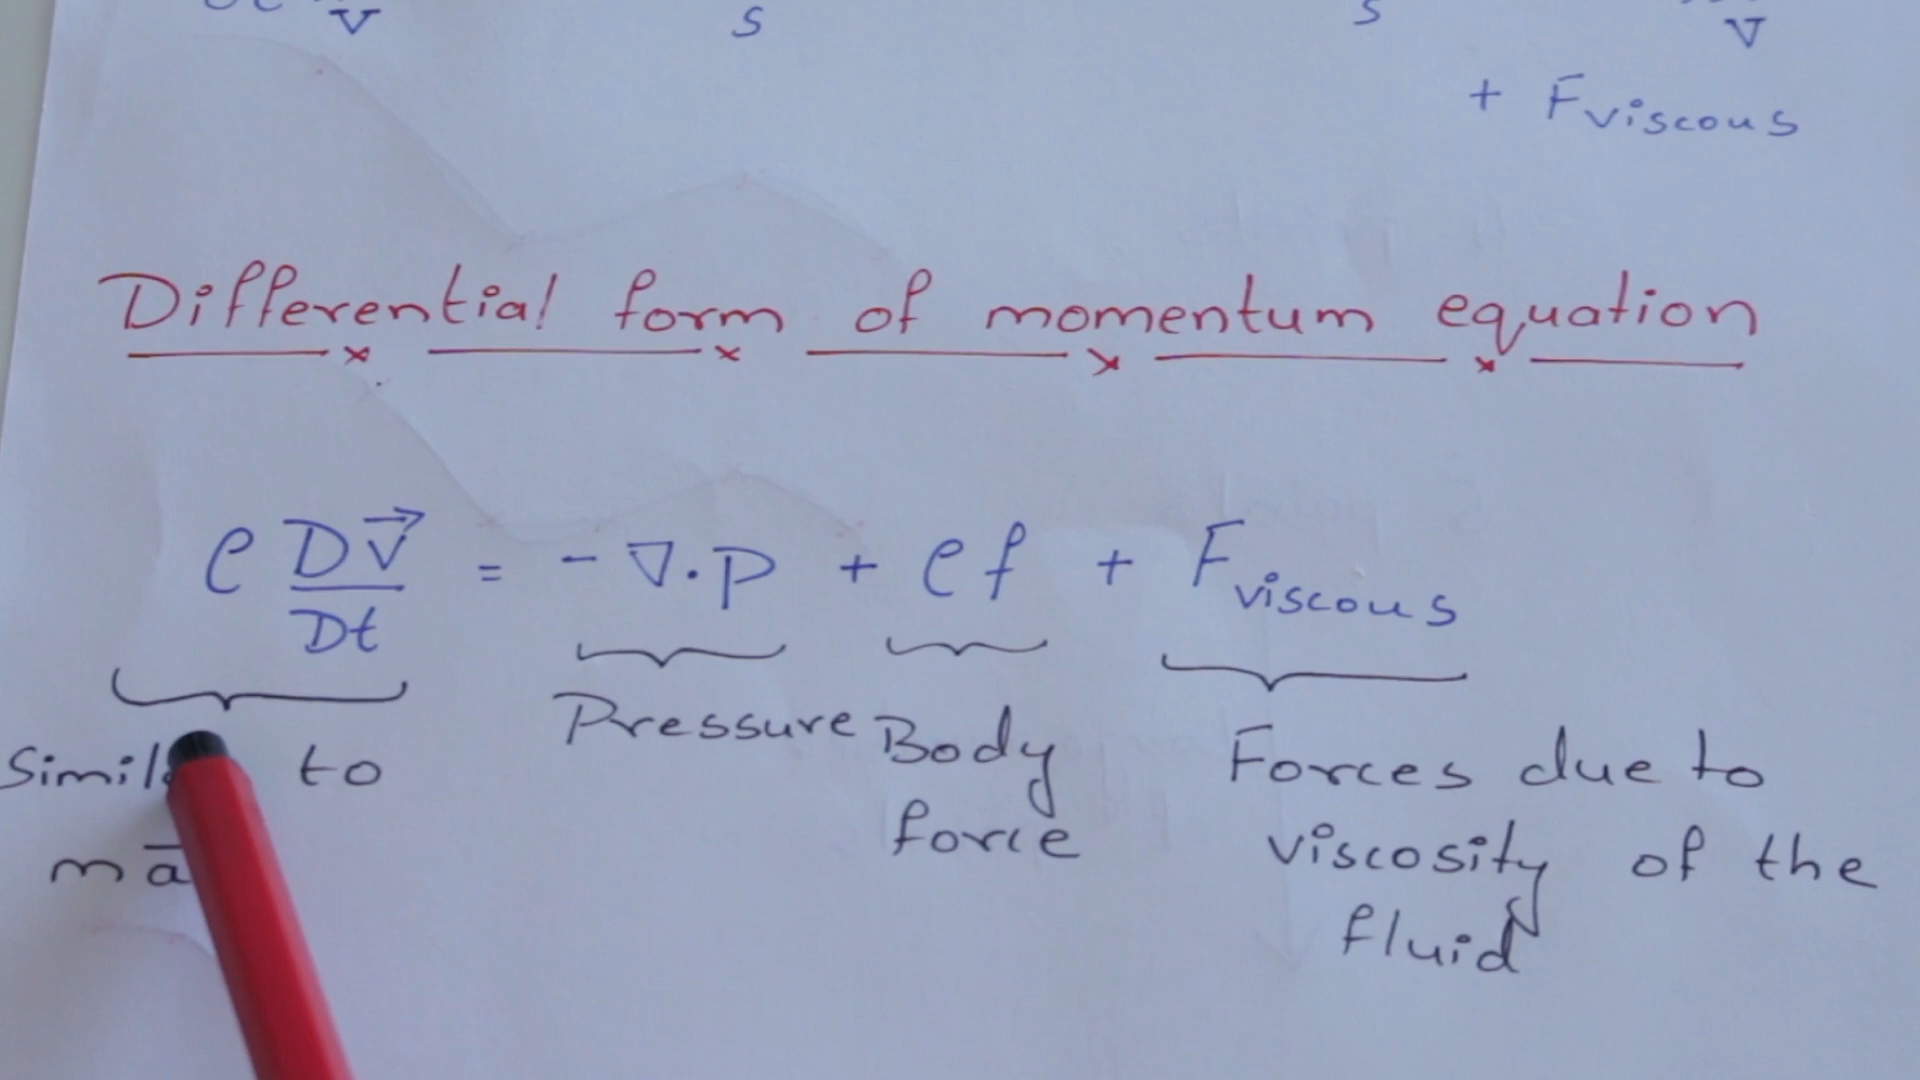 V S S V
+ Fviscous
Differential form of momentum equation
ρ DV⃗/Dt = - ∇.P + ρf + Fviscous
Pressure Body force
to
m a̅
Forces due to
viscosity of the
fluid